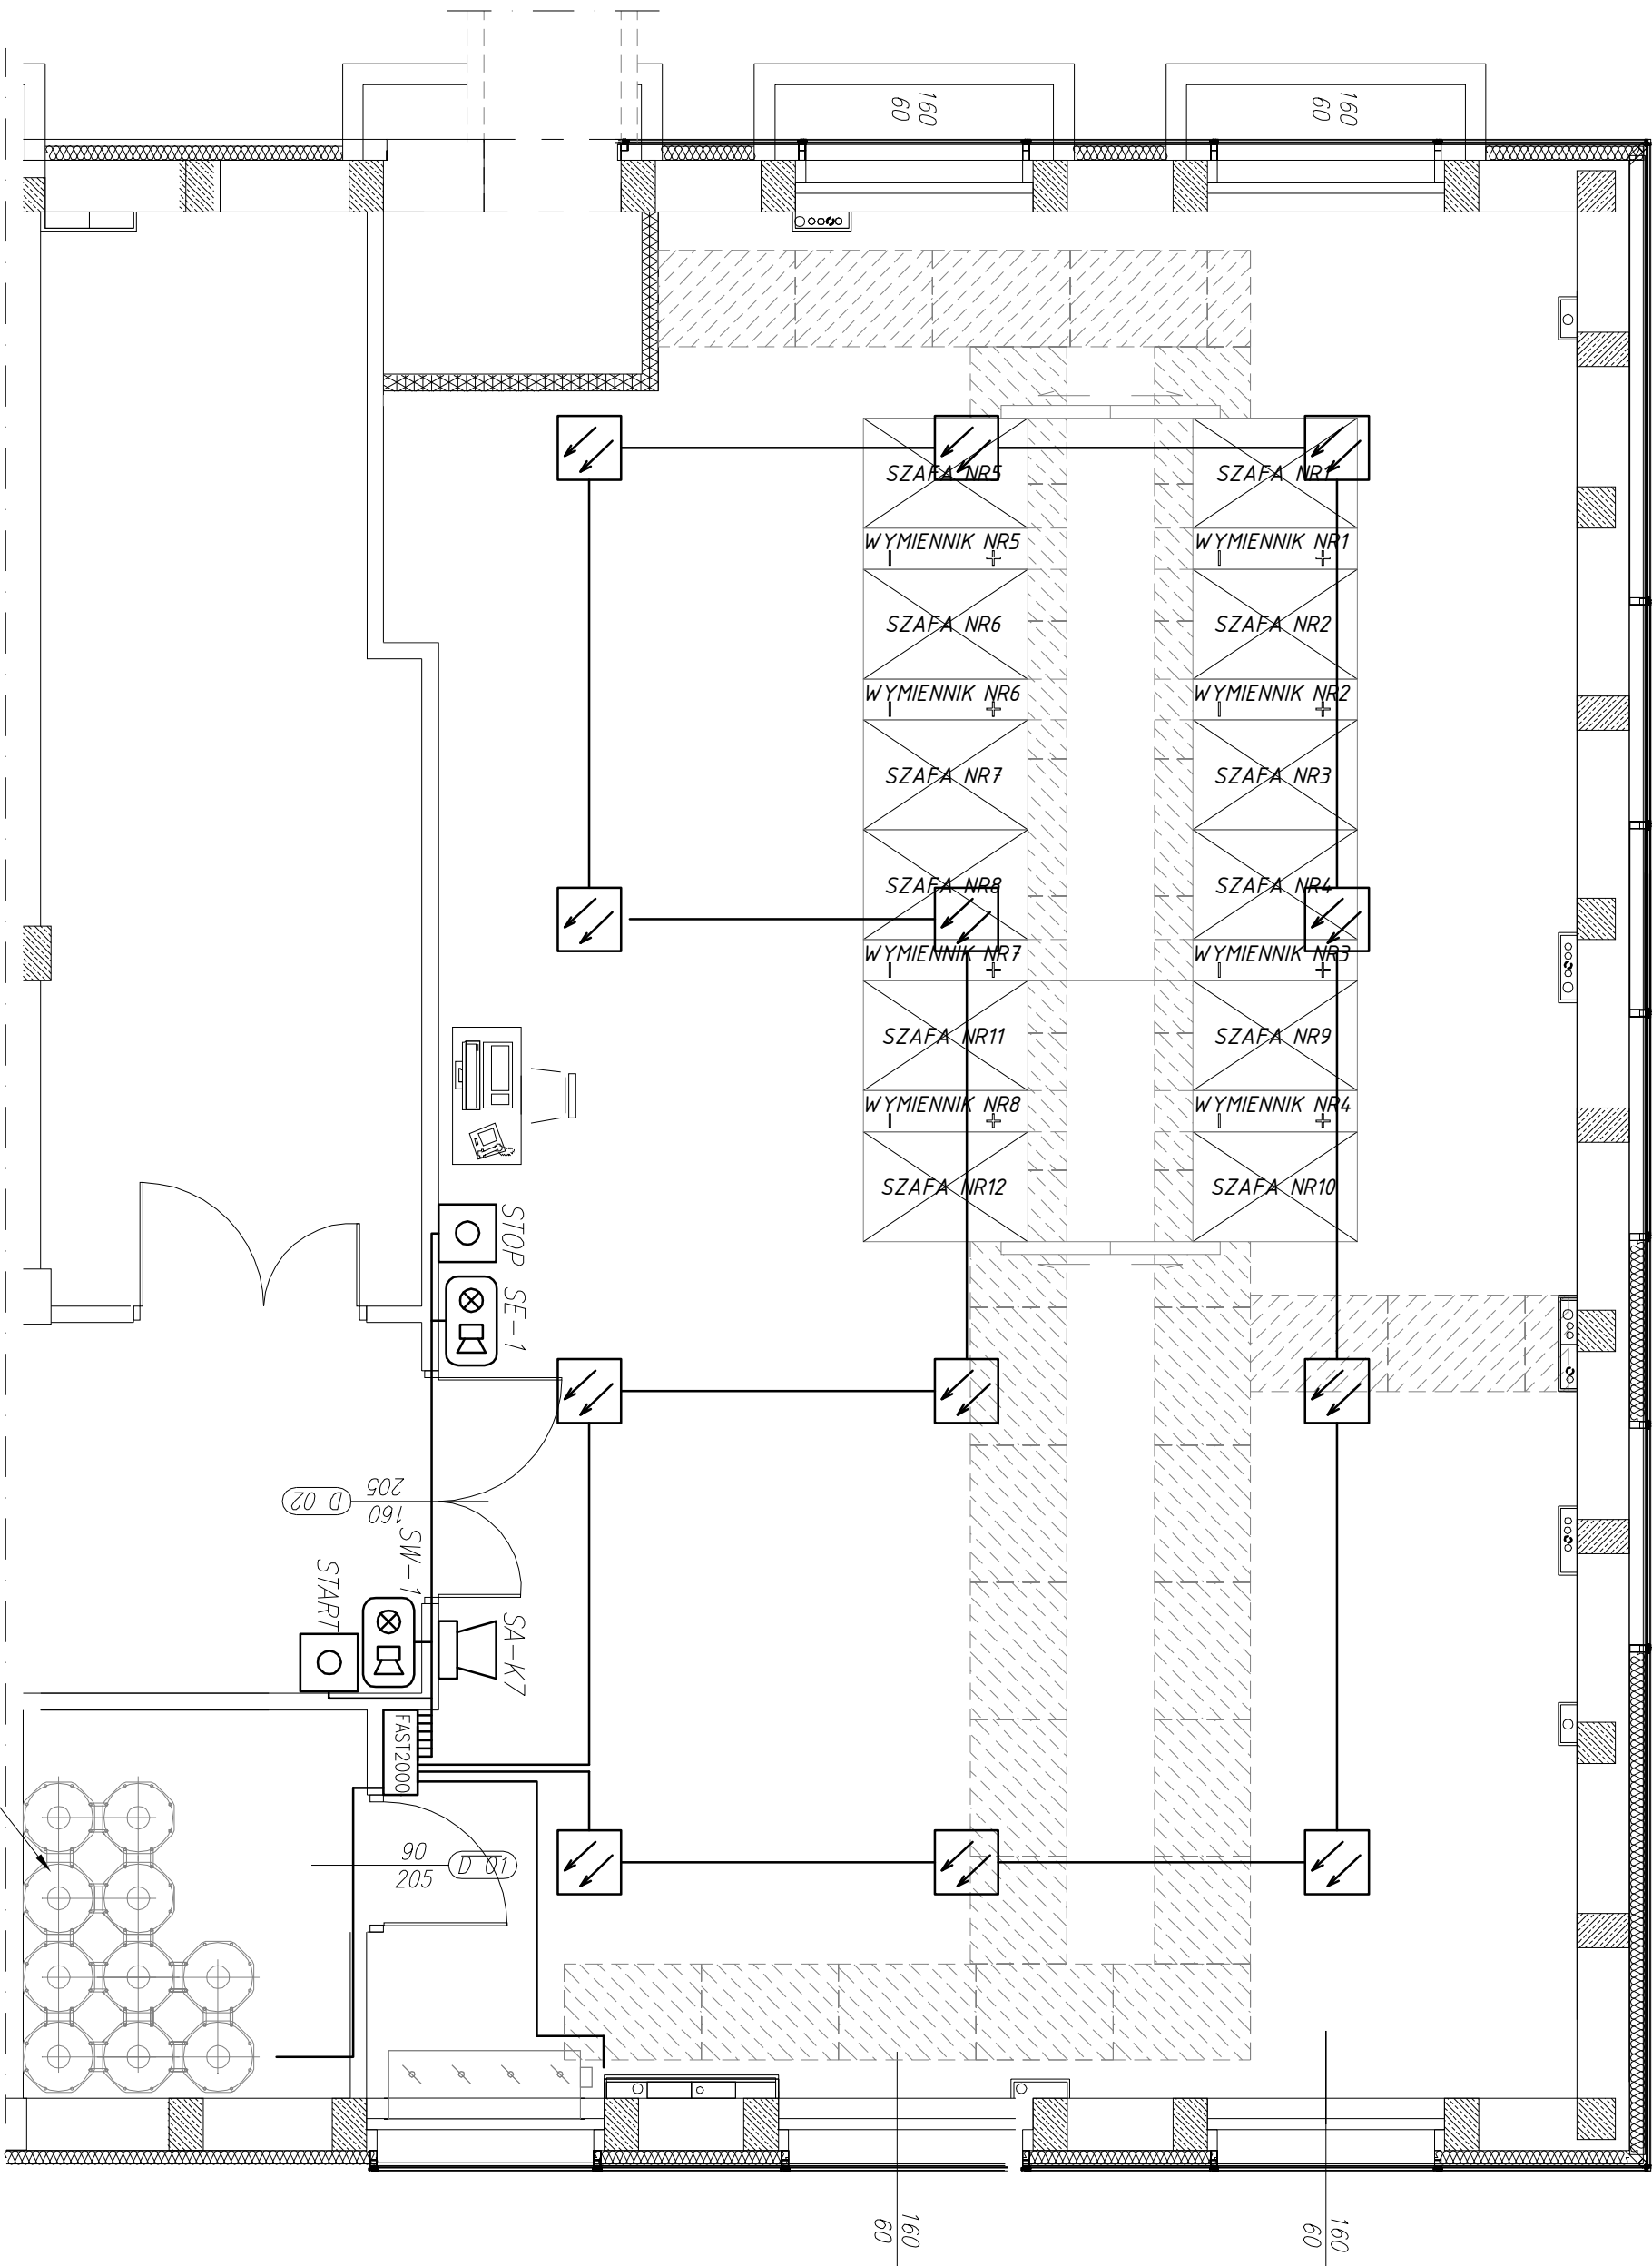 160
60
160
60
SZAFA NR5
SZAFA NR1
WYMIENNIK NR5
WYMIENNIK NR1
SZAFA NR6
SZAFA NR2
WYMIENNIK NR6
WYMIENNIK NR2
SZAFA NR7
SZAFA NR3
SZAFA NR8
SZAFA NR4
WYMIENNIK NR7
WYMIENNIK NR3
SZAFA NR11
SZAFA NR9
WYMIENNIK NR8
WYMIENNIK NR4
SZAFA NR12
SZAFA NR10
STOP
SE-1
D 02
160
205
SW-1
START
SA-K7
FAST2000
90
205
D 01
160
60
160
60